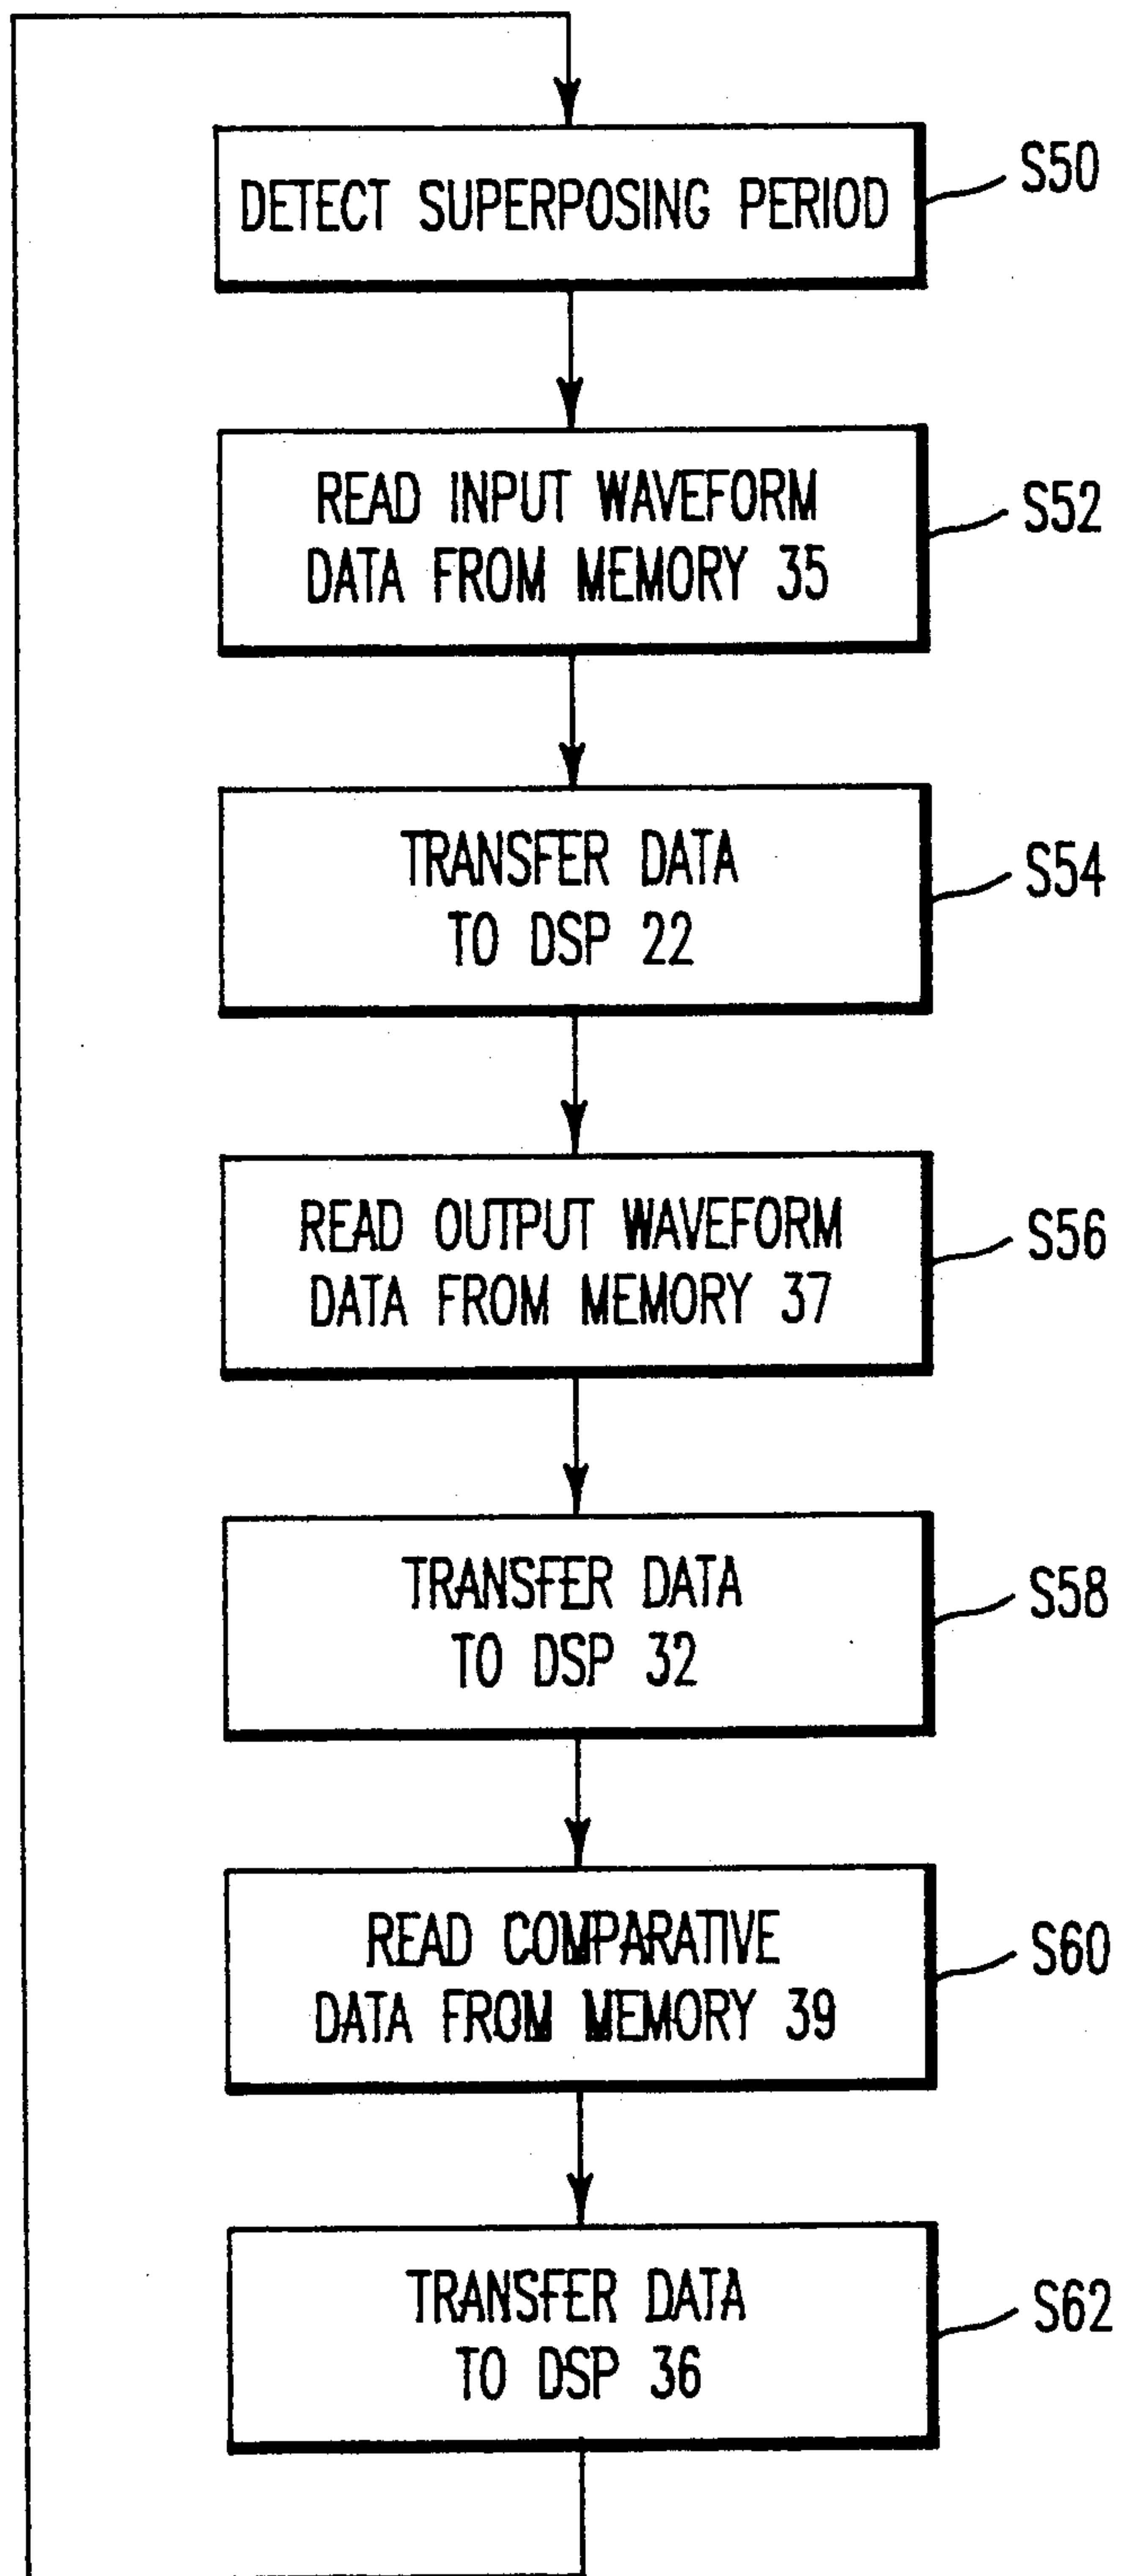 DETECT SUPERPOSING PERIOD
S50
READ INPUT WAVEFORM
DATA FROM MEMORY 35
S52
TRANSFER DATA
TO DSP 22
S54
READ OUTPUT WAVEFORM
DATA FROM MEMORY 37
S56
TRANSFER DATA
TO DSP 32
S58
READ COMPARATIVE
DATA FROM MEMORY 39
S60
TRANSFER DATA
TO DSP 36
S62